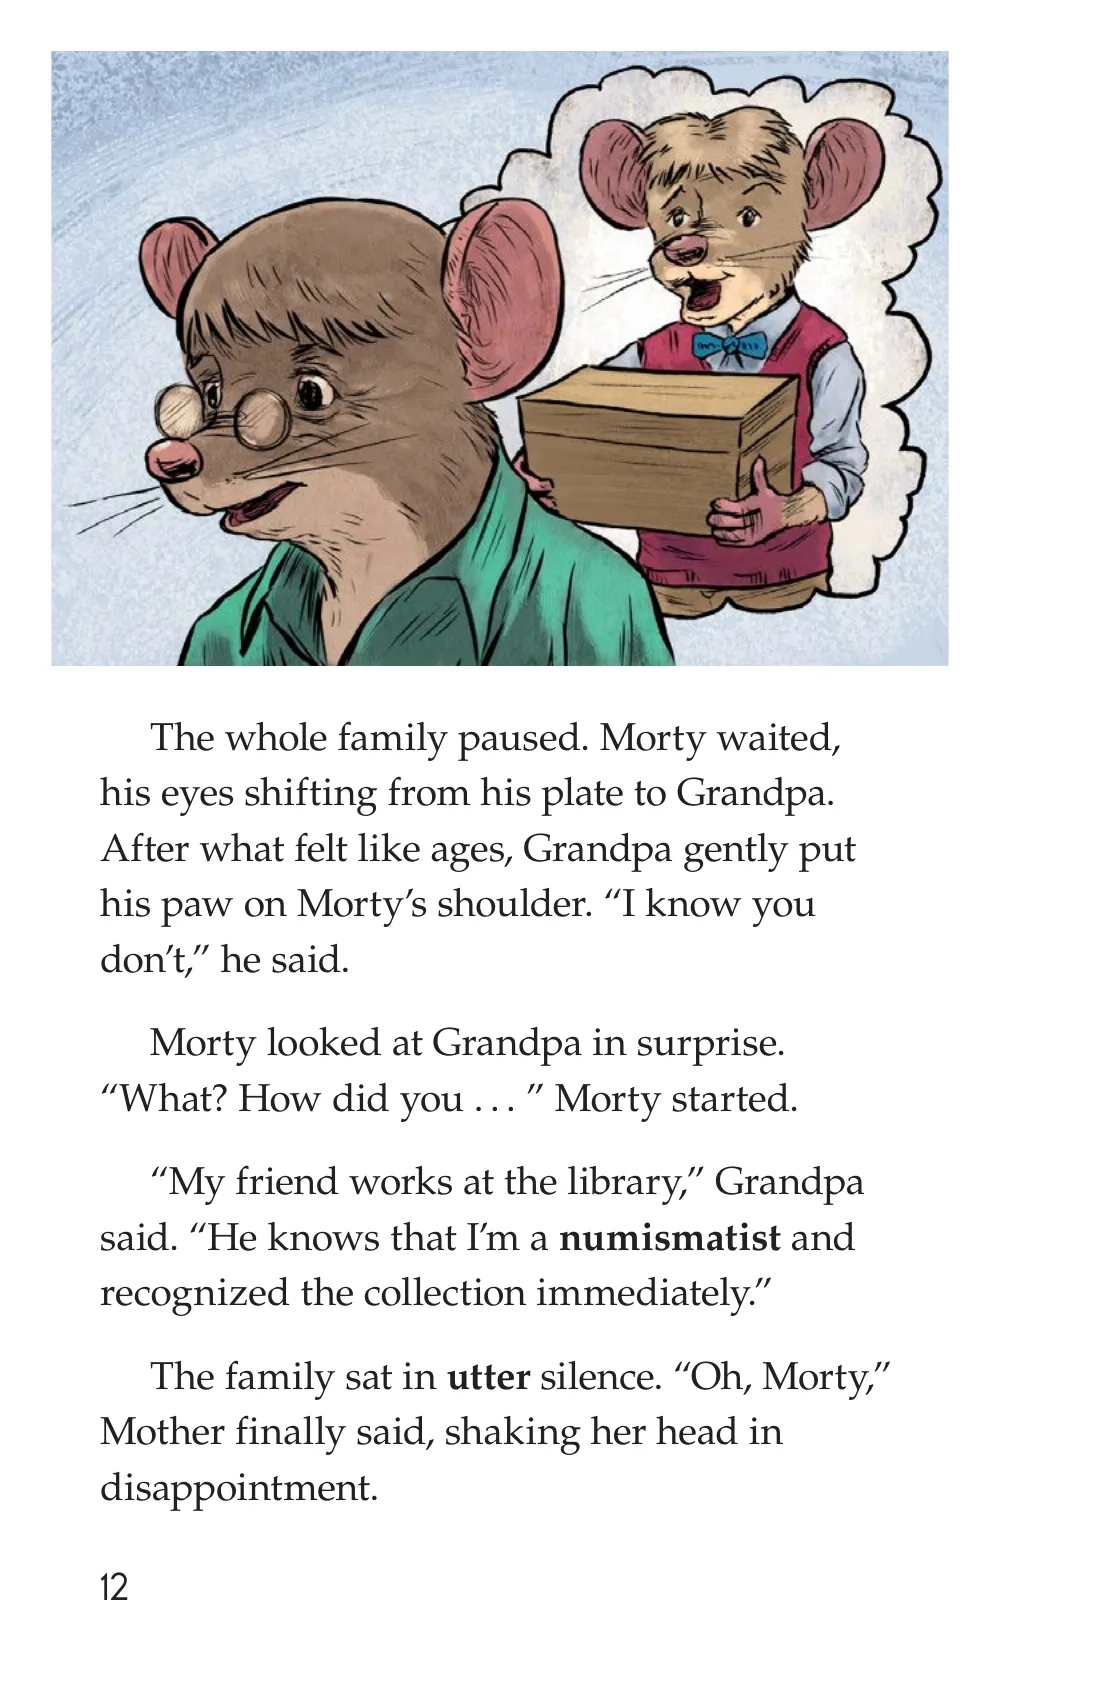 The whole family paused. Morty waited,
his eyes shifting from his plate to Grandpa.
After what felt like ages, Grandpa gently put
his paw on Morty’s shoulder. “I know you
don’t,” he said.
Morty looked at Grandpa in surprise.
“What? How did you . . . ” Morty started.
“My friend works at the library,” Grandpa
said. “He knows that I’m a numismatist and
recognized the collection immediately.”
The family sat in utter silence. “Oh, Morty,”
Mother finally said, shaking her head in
disappointment.
12